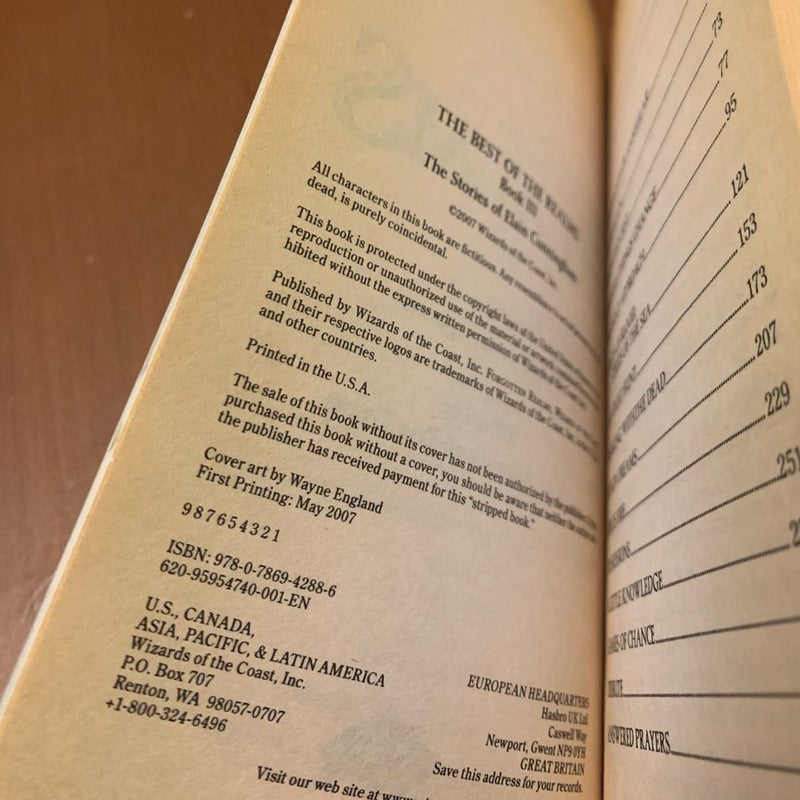 THE BEST OF THE REALMS
Book III
The Stories of Elaine Cunningham
©2007 Wizards of the Coast, Inc.
All characters in this book are fictitious. Any resemblance to
dead, is purely coincidental.
This book is protected under the copyright laws of the United States of
reproduction or unauthorized use of the material or artwork
hibited without the express written permission of Wizards of the Coast, Inc.
Published by Wizards of the Coast, Inc. FORGOTTEN REALMS, Wizards of the
and their respective logos are trademarks of Wizards of the Coast, Inc.
and other countries.
Printed in the U.S.A.
The sale of this book without its cover has not been authorized by the publisher.
purchased this book without a cover, you should be aware that neither the
the publisher has received payment for this "stripped book."
Cover art by Wayne England
First Printing: May 2007
9 8 7 6 5 4 3 2 1
ISBN: 978-0-7869-4288-6
620-95954740-001-EN
U.S., CANADA,
ASIA, PACIFIC, & LATIN AMERICA
Wizards of the Coast, Inc.
P.O. Box 707
Renton, WA 98057-0707
+1-800-324-6496
EUROPEAN HEADQUARTERS
Hasbro UK Ltd
Caswell Way
Newport, Gwent NP9 0YH
GREAT BRITAIN
Save this address for your records.
Visit our web site at
73
77
95
121
153
OF THE SEA
173
207
WITH THE DEAD
229
DREAMS
251
KNOWLEDGE
OF CHANCE
PRAYERS